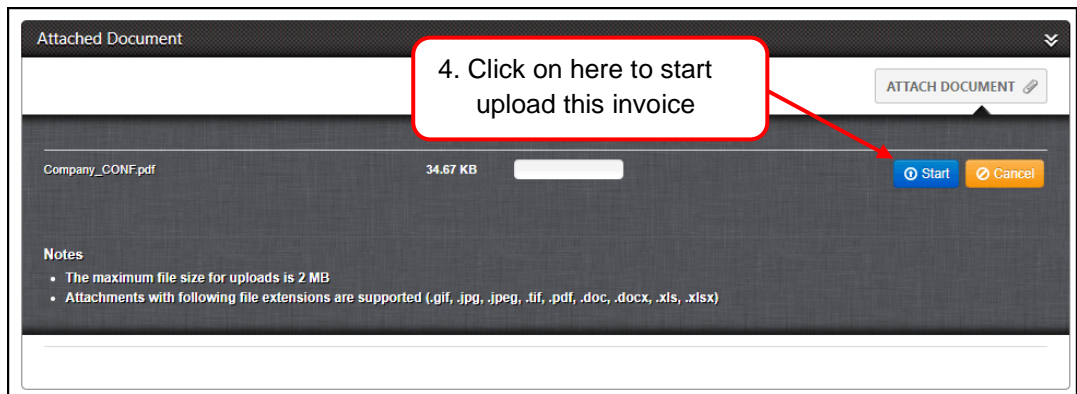 Attached Document
4. Click on here to start
upload this invoice
ATTACH DOCUMENT
Company_CONF.pdf 34.67 KB Start Cancel
Notes
• The maximum file size for uploads is 2 MB
• Attachments with following file extensions are supported (.gif, .jpg, .jpeg, .tif, .pdf, .doc, .docx, .xls, .xlsx)